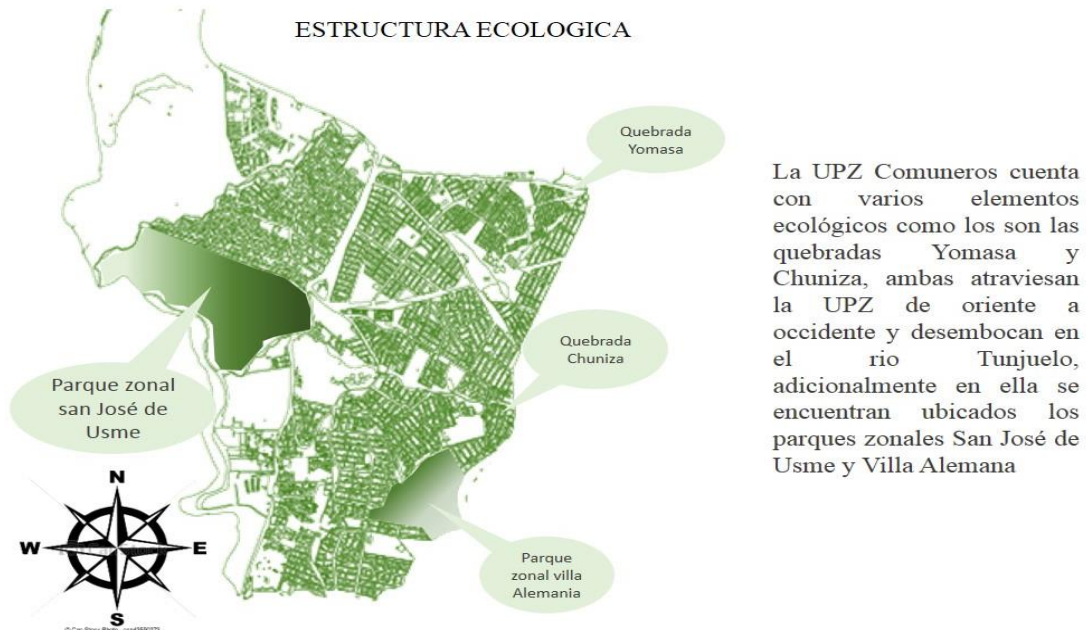 ESTRUCTURA ECOLOGICA
Quebrada
Yomasa
Quebrada
Chuniza
Parque zonal
san José de
Usme
Parque
zonal villa
Alemania
N
W
E
S
La UPZ Comuneros cuenta
con varios elementos
ecológicos como los son las
quebradas Yomasa y
Chuniza, ambas atraviesan
la UPZ de oriente a
occidente y desembocan en
el rio Tunjuelo,
adicionalmente en ella se
encuentran ubicados los
parques zonales San José de
Usme y Villa Alemana